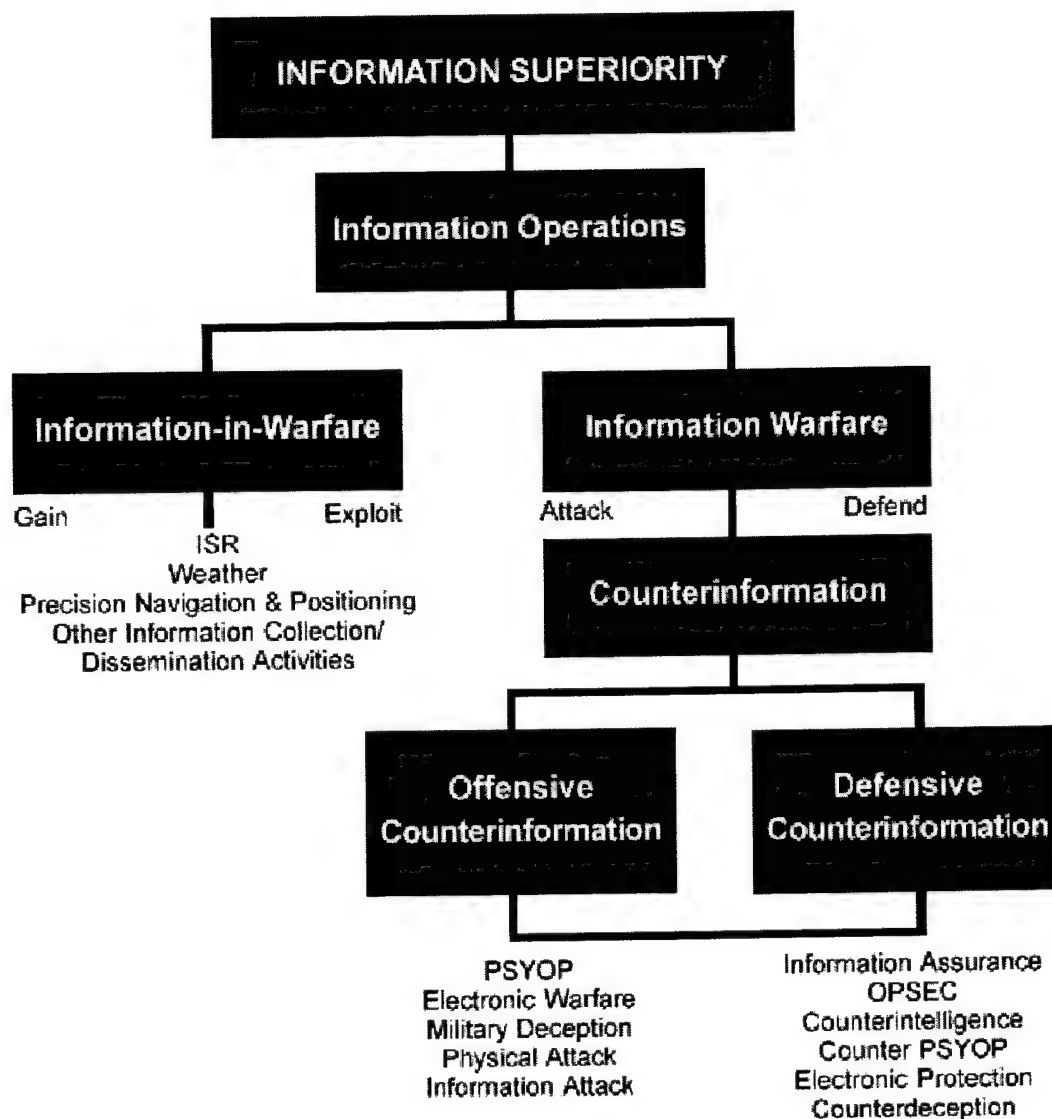 INFORMATION SUPERIORITY
Information Operations
Information-in-Warfare
Information Warfare
Gain
Exploit
Attack
Defend
ISR
Weather
Precision Navigation & Positioning
Other Information Collection/
Dissemination Activities
Counterinformation
Offensive
Counterinformation
Defensive
Counterinformation
PSYOP
Electronic Warfare
Military Deception
Physical Attack
Information Attack
Information Assurance
OPSEC
Counterintelligence
Counter PSYOP
Electronic Protection
Counterdeception